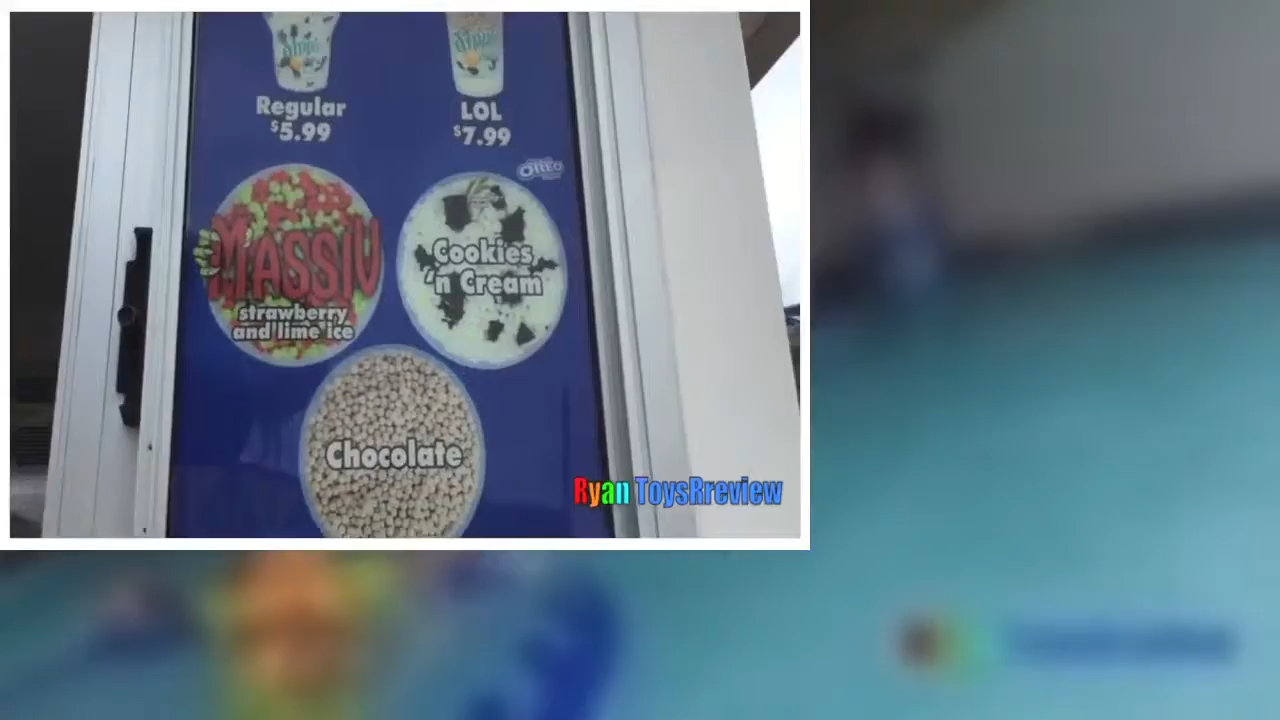 Regular
LOL
$5.99
$7.99
OREO
MASSIV
strawberry
and lime ice
Cookies
'n Cream
Chocolate
Ryan ToysRreview